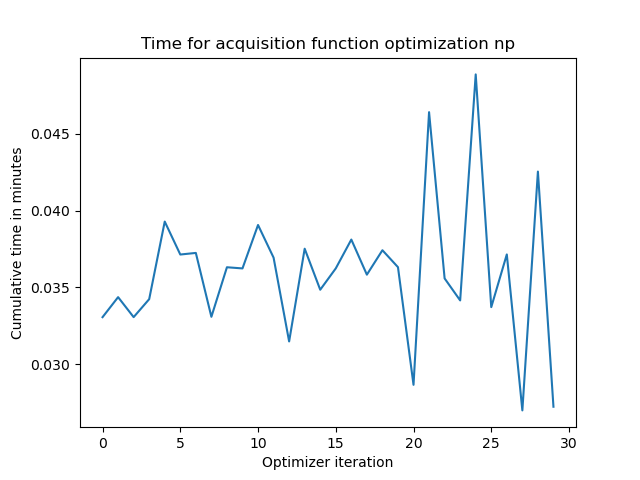 Time for acquisition function optimization np
Cumulative time in minutes
0.045
0.040
0.035
0.030
0 5 10 15 20 25 30
Optimizer iteration